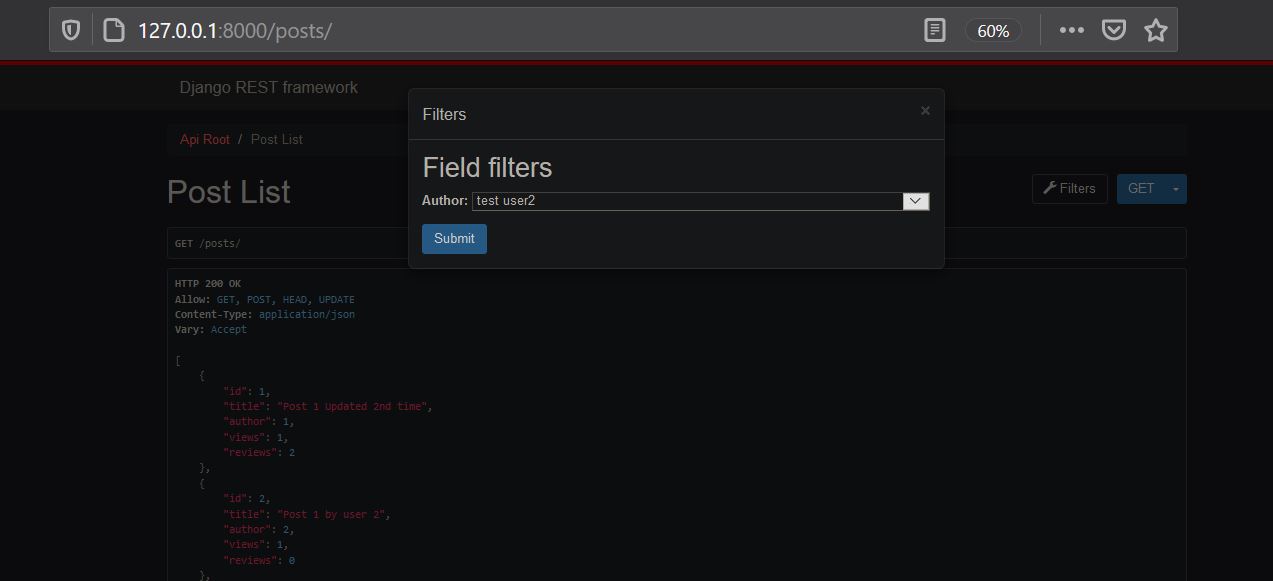 127.0.0.1:8000/posts/
60%
Django REST framework
Filters
×
Api Root / Post List
Field filters
Post List
Filters
GET
Author: test user2
Submit
GET /posts/
HTTP 200 OK
Allow: GET, POST, HEAD, UPDATE
Content-Type: application/json
Vary: Accept
[
{
"id": 1,
"title": "Post 1 Updated 2nd time",
"author": 1,
"views": 1,
"reviews": 2
},
{
"id": 2,
"title": "Post 1 by user 2",
"author": 2,
"views": 1,
"reviews": 0
},